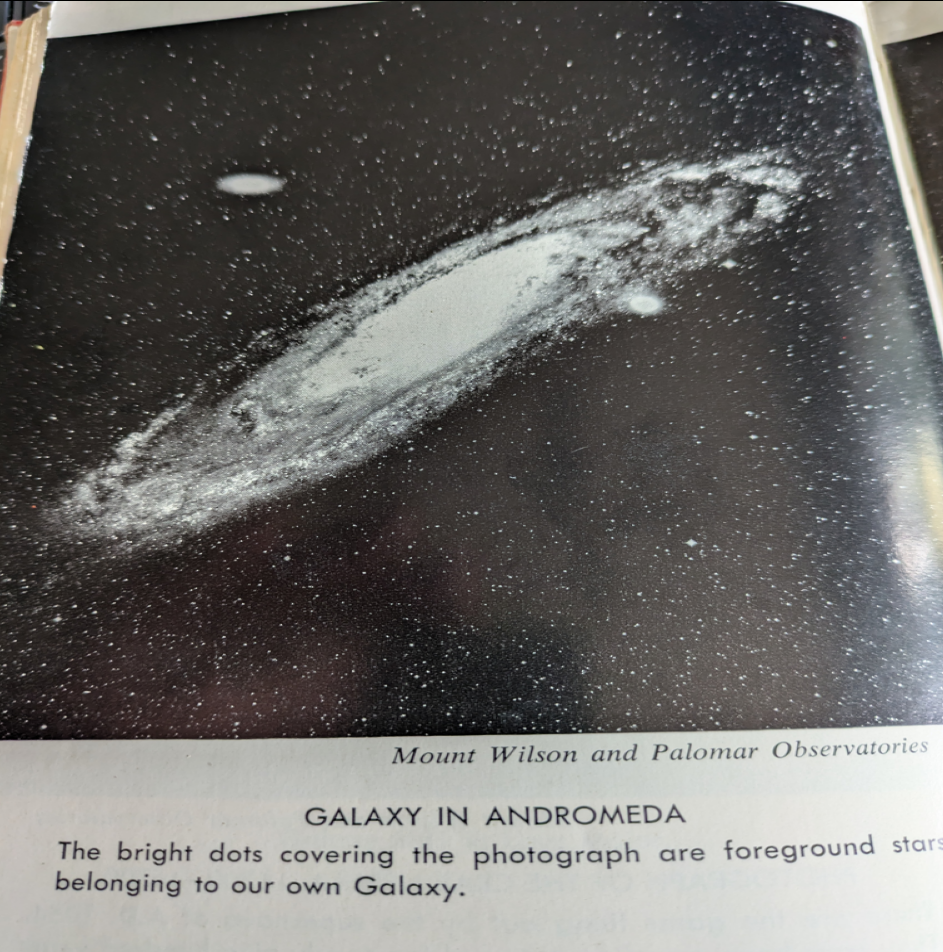 Mount Wilson and Palomar Observatories
GALAXY IN ANDROMEDA
The bright dots covering the photograph are foreground stars
belonging to our own Galaxy.